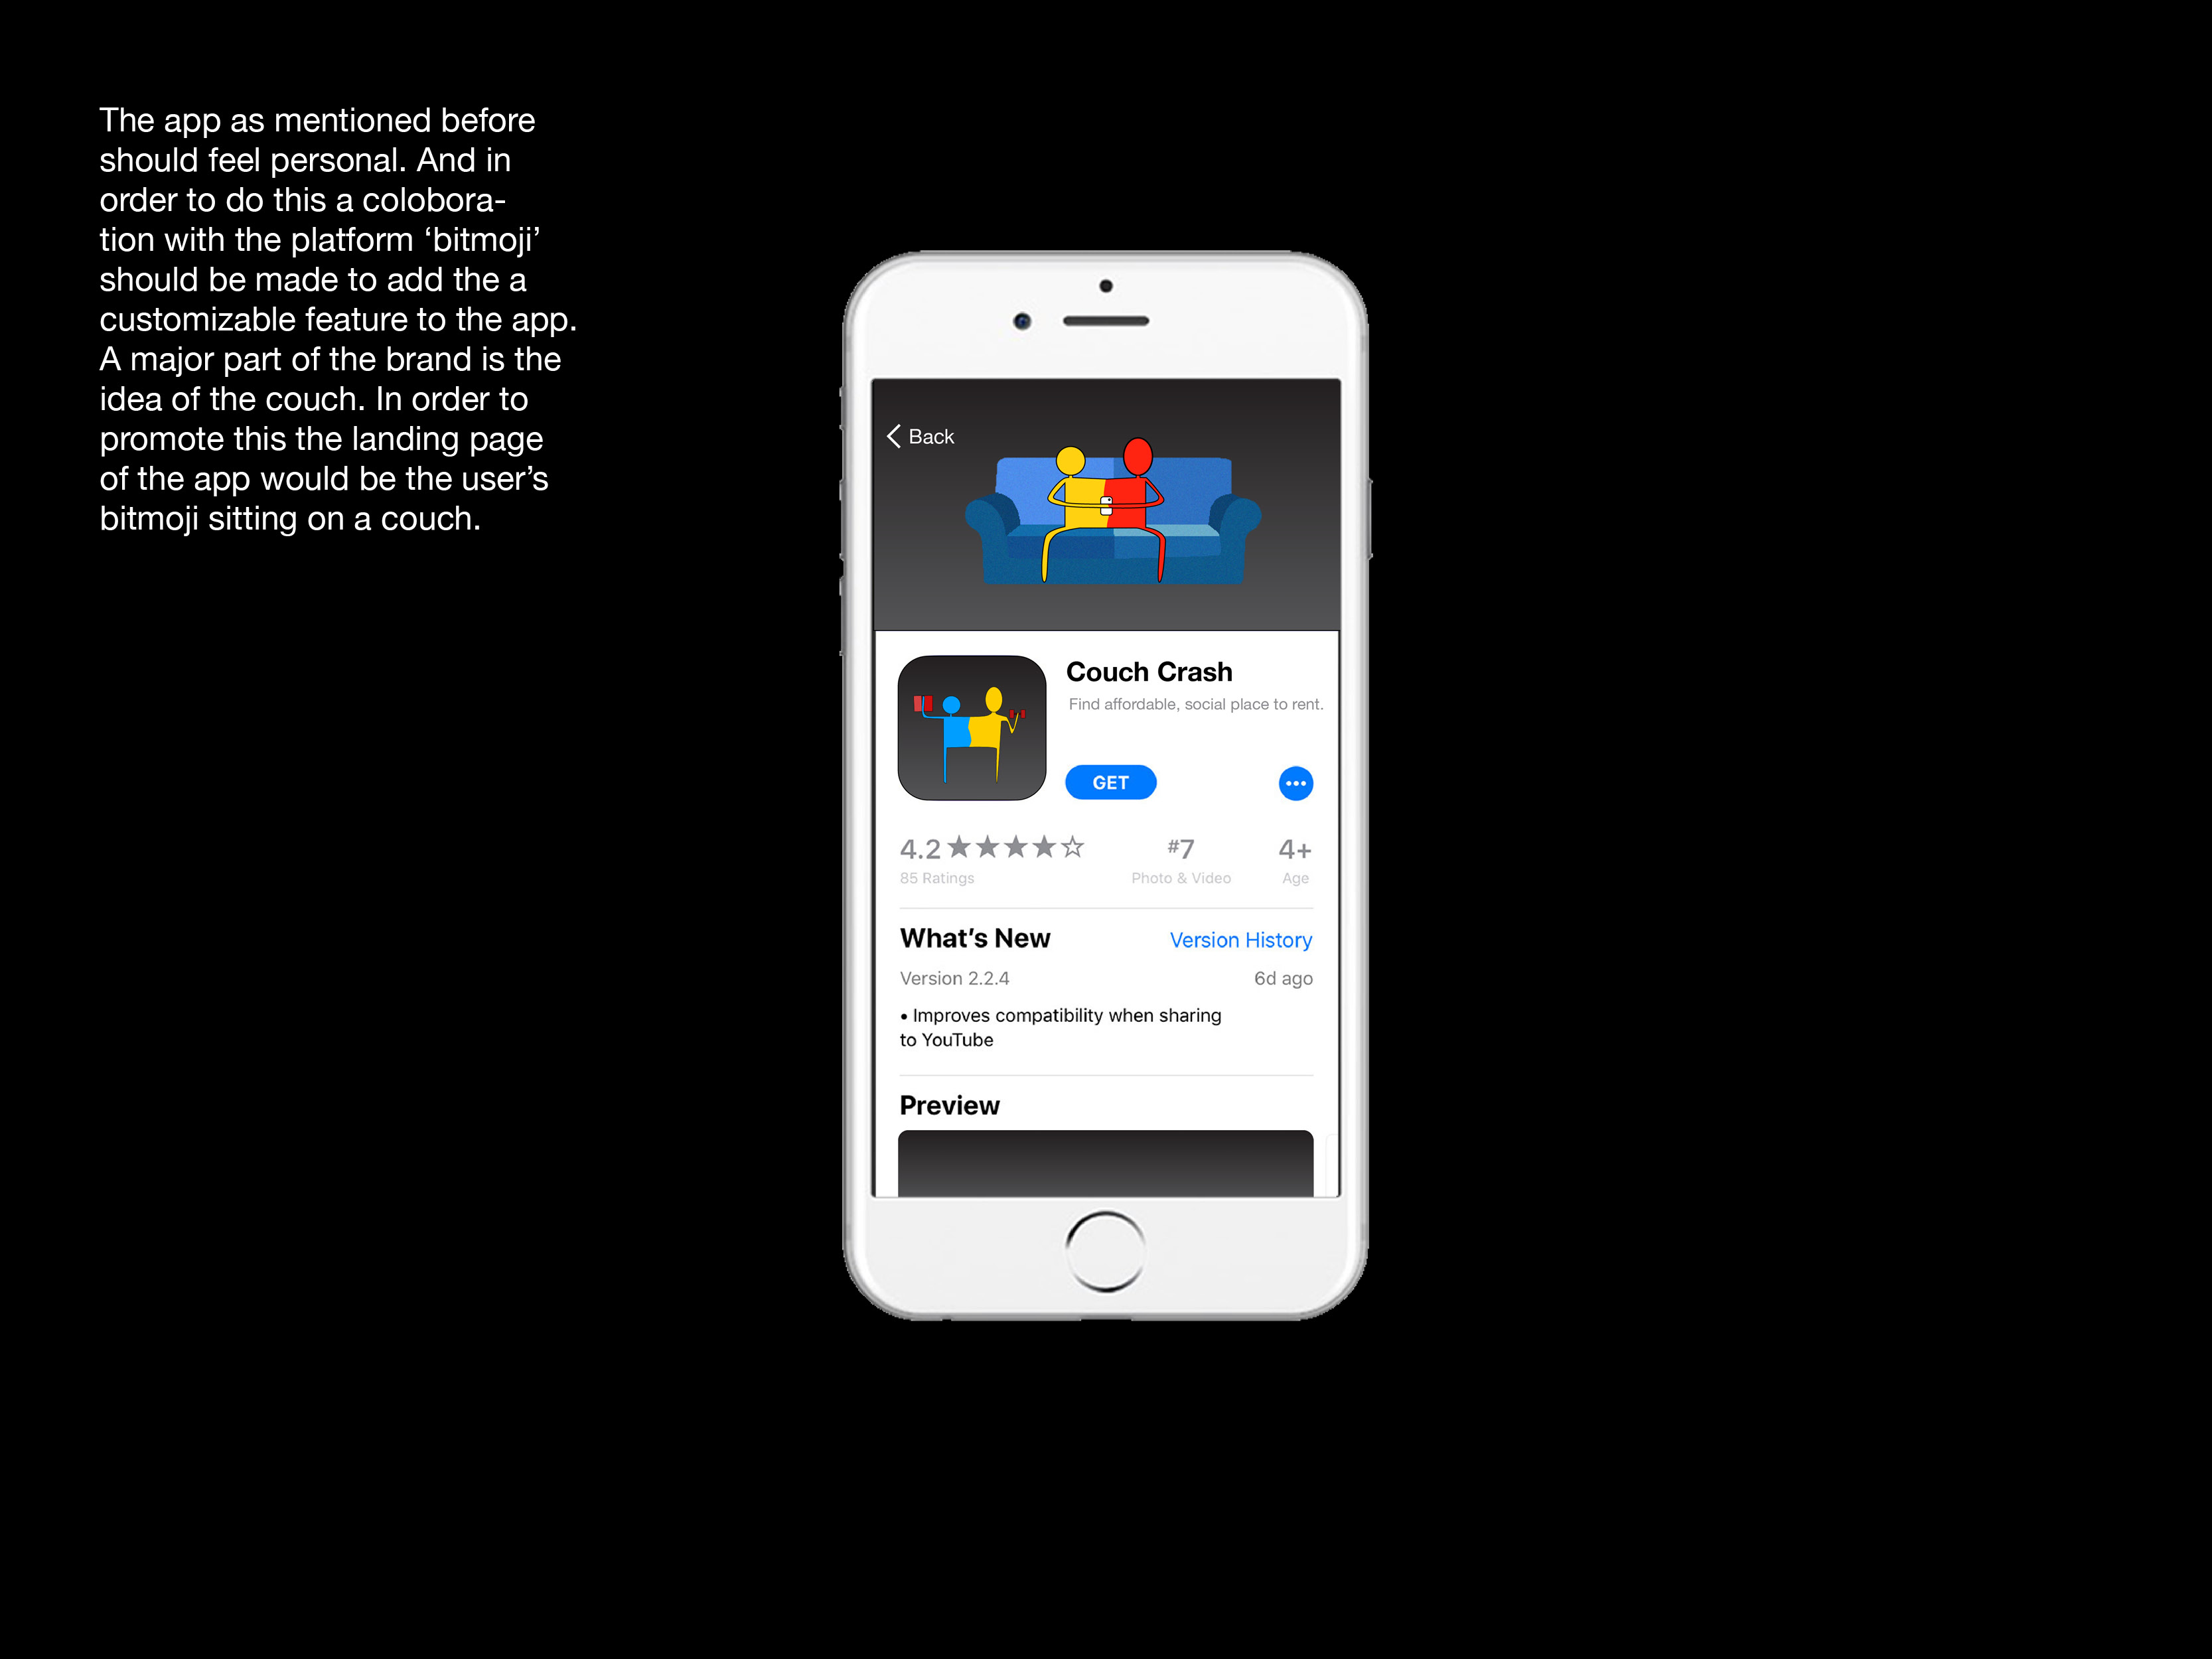 The app as mentioned before
should feel personal. And in
order to do this a colobora-
tion with the platform ‘bitmoji’
should be made to add the a
customizable feature to the app.
A major part of the brand is the
idea of the couch. In order to
promote this the landing page
of the app would be the user’s
bitmoji sitting on a couch.
Back
Couch Crash
Find affordable, social place to rent.
GET
4.2
#7
4+
85 Ratings
Photo & Video
Age
What’s New
Version History
Version 2.2.4
6d ago
• Improves compatibility when sharing
to YouTube
Preview